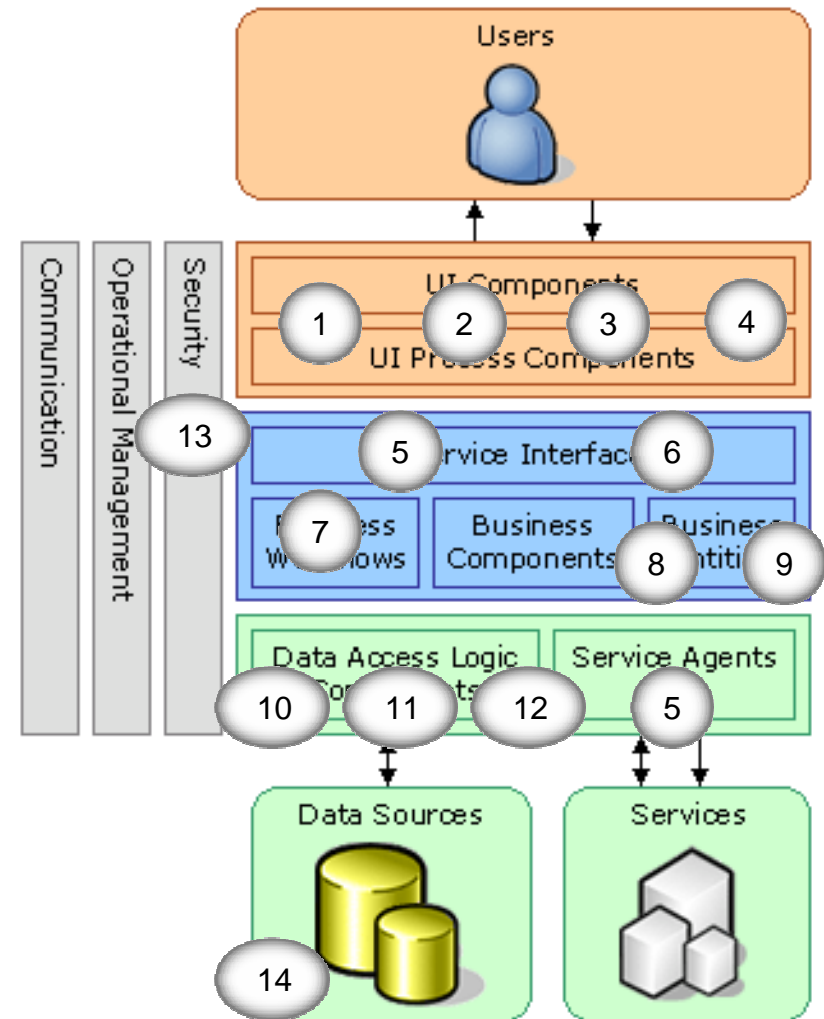 Users
Communication
Operational Management
Security
UI Components
1
2
3
4
UI Process Components
13
5
6
7
Business
Business
Components
8
9
Data Access Logic
Service Agents
10
11
12
5
Data Sources
Services
14